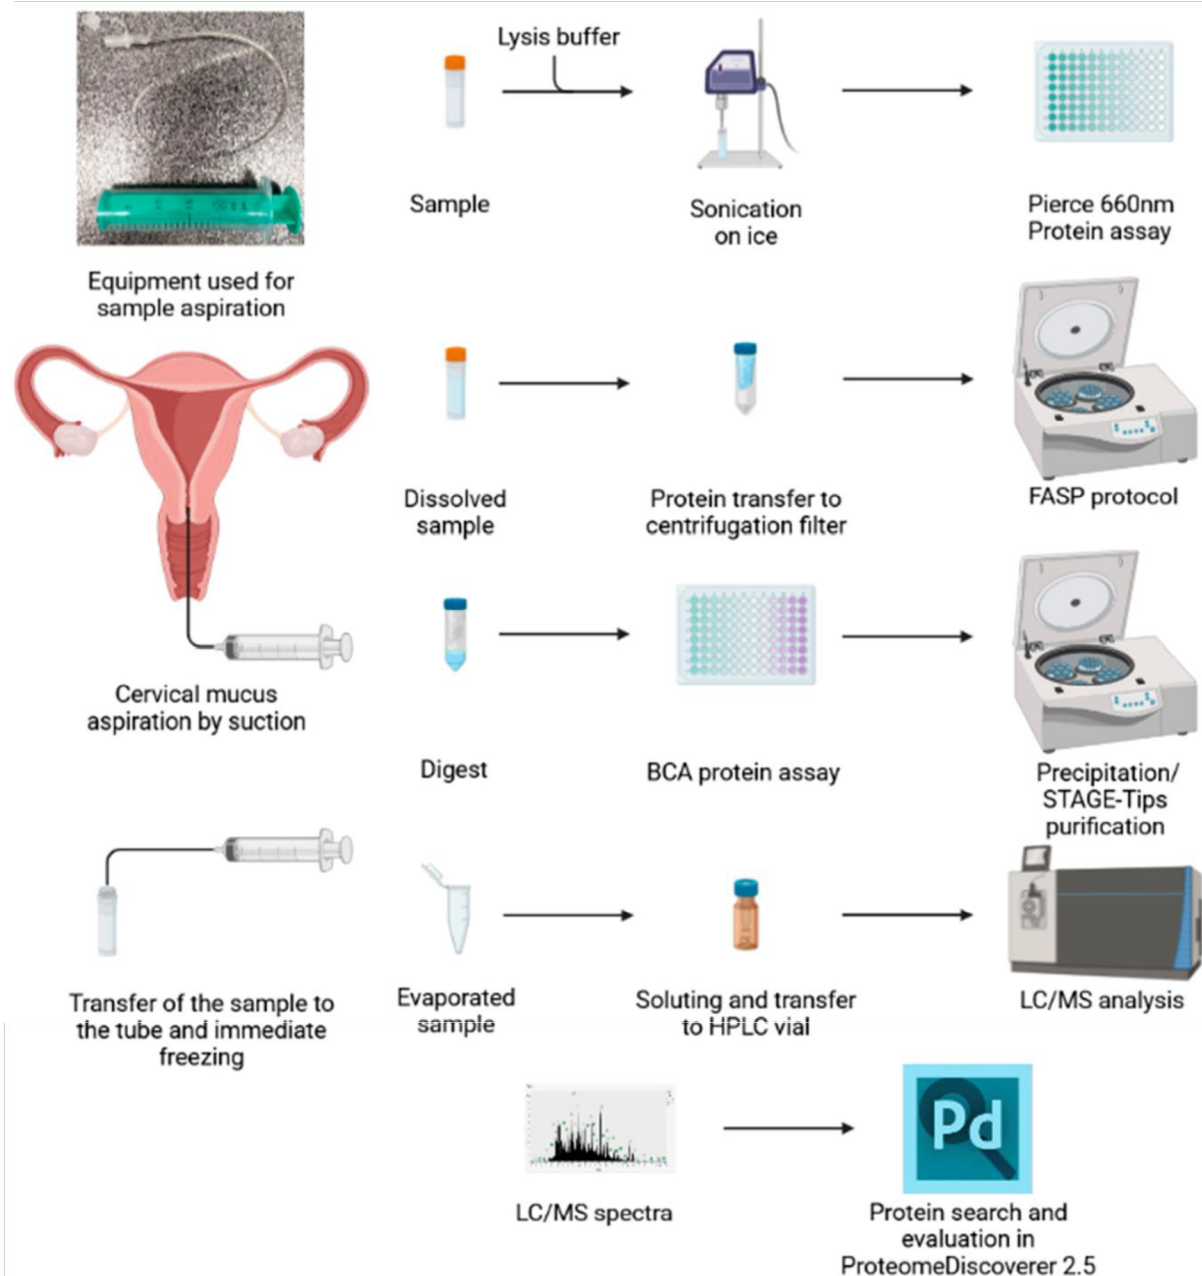 Lysis buffer
Sample
Sonication
on ice
Pierce 660nm
Protein assay
Equipment used for
sample aspiration
Dissolved
sample
Protein transfer to
centrifugation filter
FASP protocol
Cervical mucus
aspiration by suction
Digest
BCA protein assay
Precipitation/
STAGE-Tips
purification
Transfer of the sample to
the tube and immediate
freezing
Evaporated
sample
Soluting and transfer
to HPLC vial
LC/MS analysis
Pd
LC/MS spectra
Protein search and
evaluation in
ProteomeDiscoverer 2.5